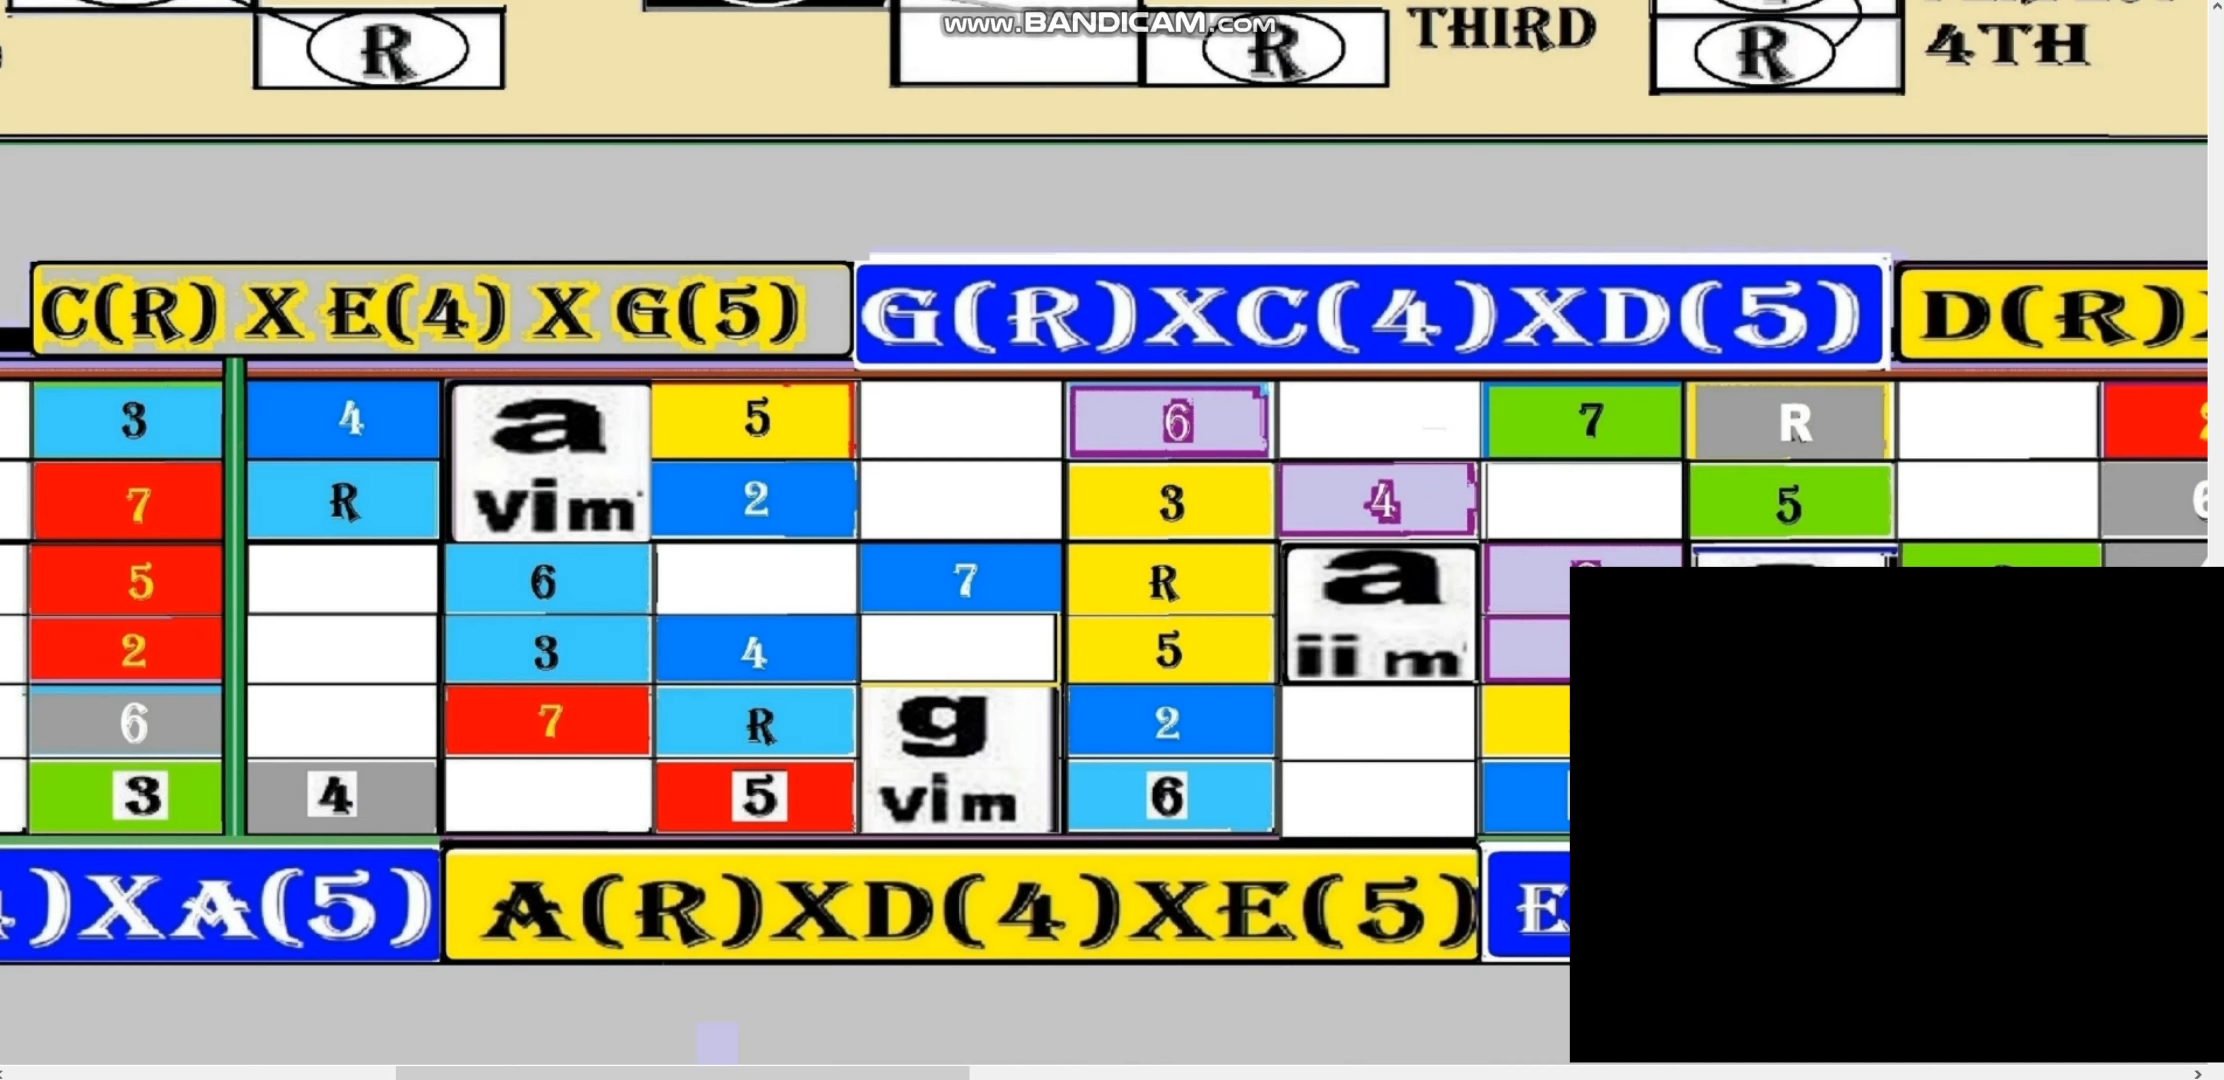 www.BANDICAM.com
THIRD
R
R
R
4TH
C(R) X E(4) X G(5)
G(R)XC(4)XD(5)
D(R)
3 4 a 5 6 7 R
7 R vim 2 3 4 5
5 6 7 R a
2 3 4 5 ii m
6 7 R g 2
3 4 5 vim 6
)XA(5)
A(R)XD(4)XE(5)
E